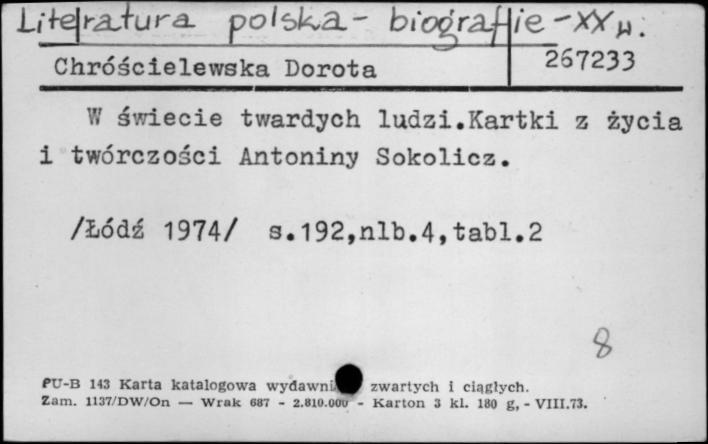 Literatura polska - biografie - XX w.
Chróścielewska Dorota 267233
W świecie twardych ludzi.Kartki z życia
i twórczości Antoniny Sokolicz.
/Łódź 1974/ s.192,nlb.4,tabl.2
8
PU-B 143 Karta katalogowa wydawni zwartych i ciągłych.
Zam. 1137/DW/On — Wrak 687 - 2.810.000 - Karton 3 kl. 180 g, - VIII.73.